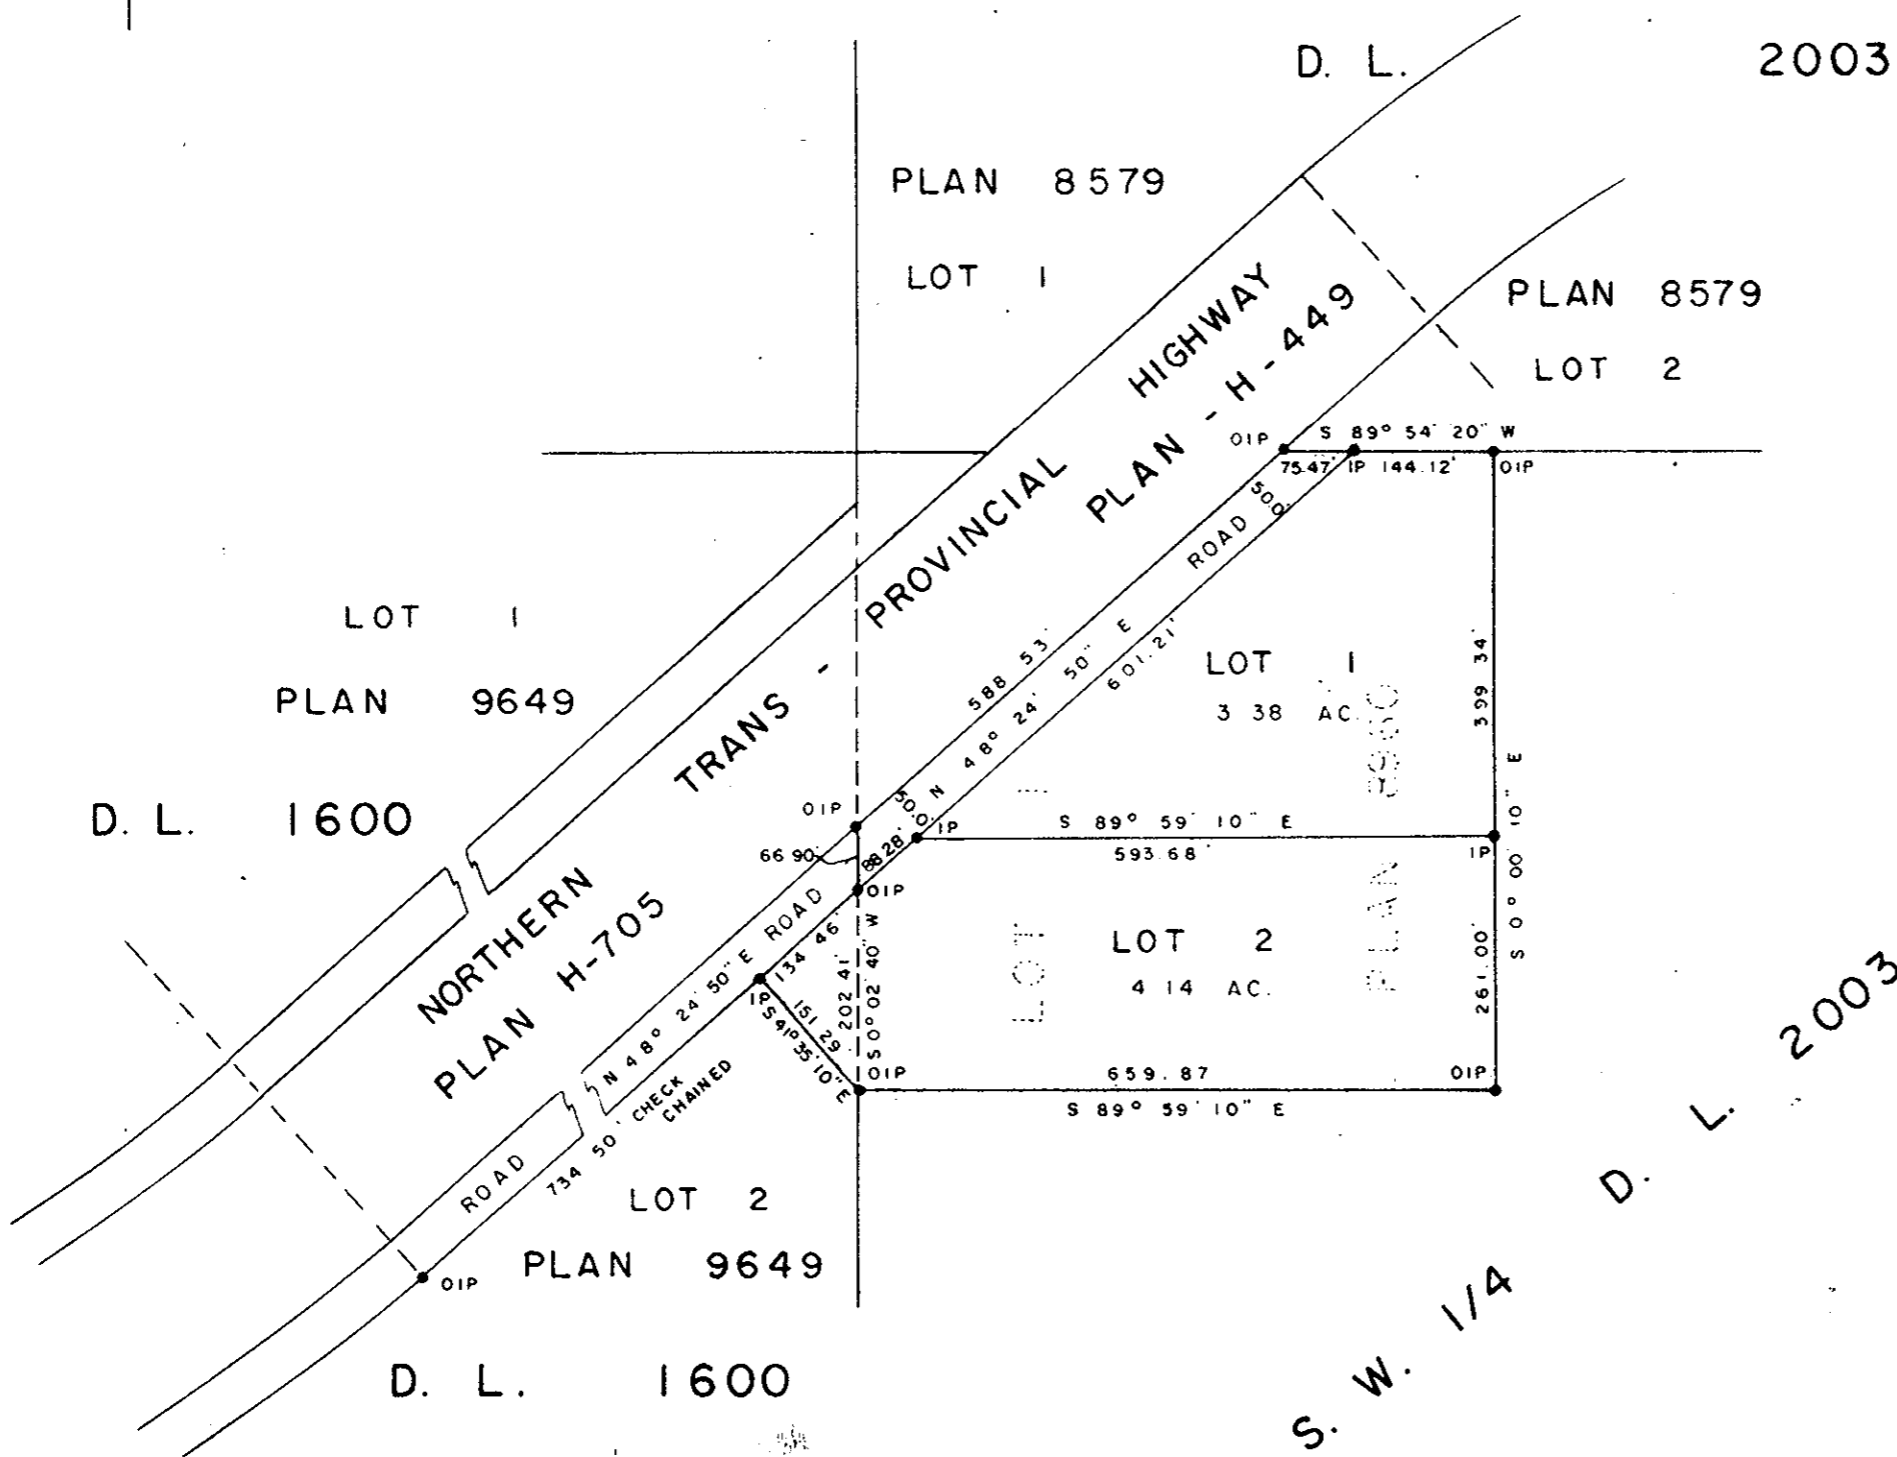 D. L. 2003
PLAN 8579
LOT 1
PLAN 8579
LOT 2
TRANS - PROVINCIAL HIGHWAY
PLAN - H - 449
OIP
S 89° 54' 20" W
75.47'
IP
144.12'
OIP
50.0'
ROAD
588 53'
N 48° 24' 50" E
601.21'
LOT 1
3 38 AC.
399 34'
S 0° 00' 10" E
LOT 1
PLAN
LOT 1
PLAN 9649
D. L. 1600
OIP
50.0'
IP
S 89° 59' 10" E
593.68'
IP
66 90'
88 28'
OIP
NORTHERN
PLAN H-705
N 48° 24' 50" E ROAD
134 46'
IP
151 29
S 41° 35' 10" E
202 41'
S 0° 02' 40" W
LOT 2
4 14 AC.
261.00'
OIP
659.87
OIP
S 89° 59' 10" E
734 50' CHECK
CHAINED
ROAD
LOT 2
PLAN 9649
OIP
D. L. 1600
S. W. 1/4 D. L. 2003